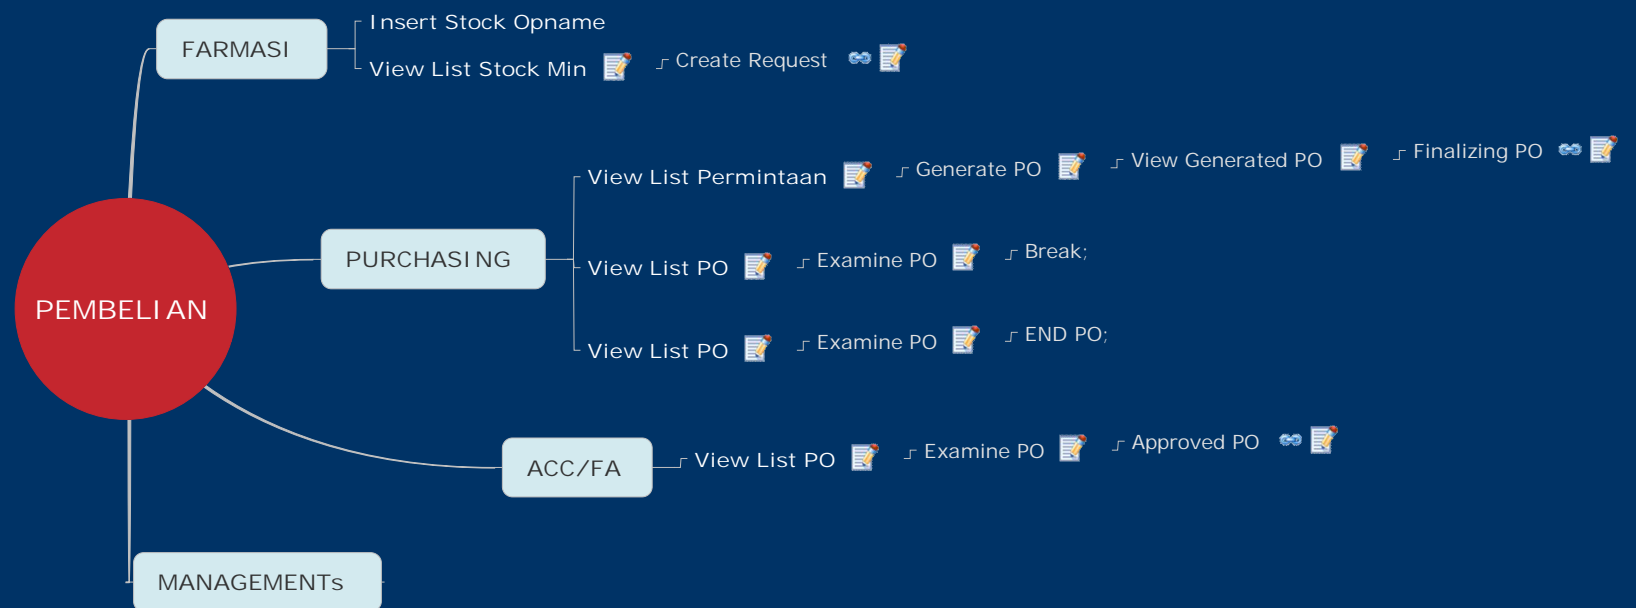 PEMBELIAN
FARMASI
Insert Stock Opname
View List Stock Min
Create Request
PURCHASING
View List Permintaan
Generate PO
View Generated PO
Finalizing PO
View List PO
Examine PO
Break;
View List PO
Examine PO
END PO;
ACC/FA
View List PO
Examine PO
Approved PO
MANAGEMENTs